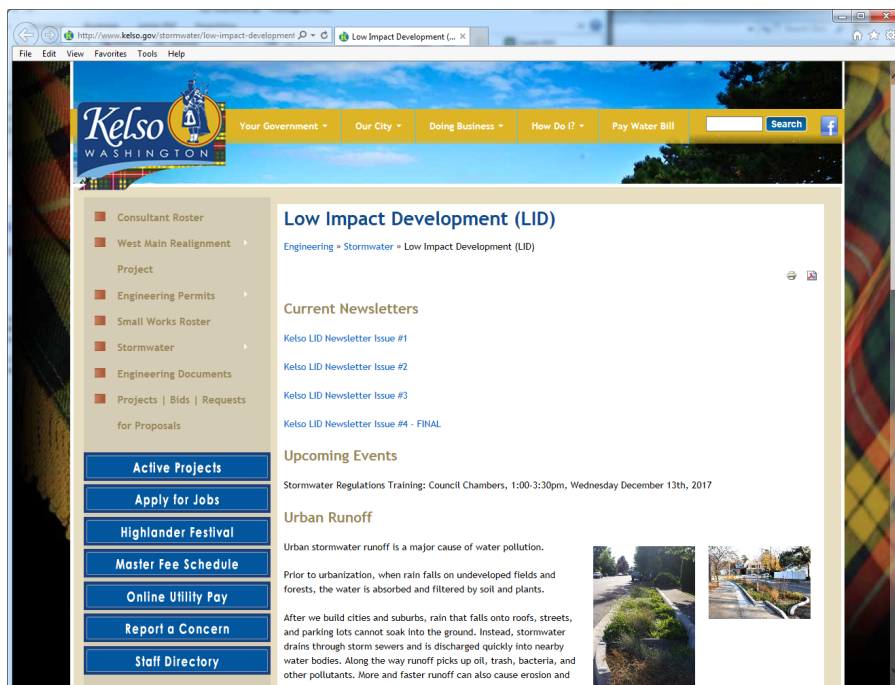 http://www.kelso.gov/stormwater/low-impact-development
Low Impact Development (...
File Edit View Favorites Tools Help
Kelso
WASHINGTON
Your Government
Our City
Doing Business
How Do I?
Pay Water Bill
Search
f
Consultant Roster
West Main Realignment
Project
Engineering Permits
Small Works Roster
Stormwater
Engineering Documents
Projects | Bids | Requests
for Proposals
Active Projects
Apply for Jobs
Highlander Festival
Master Fee Schedule
Online Utility Pay
Report a Concern
Staff Directory
Low Impact Development (LID)
Engineering » Stormwater » Low Impact Development (LID)
Current Newsletters
Kelso LID Newsletter Issue #1
Kelso LID Newsletter Issue #2
Kelso LID Newsletter Issue #3
Kelso LID Newsletter Issue #4 - FINAL
Upcoming Events
Stormwater Regulations Training: Council Chambers, 1:00-3:30pm, Wednesday December 13th, 2017
Urban Runoff
Urban stormwater runoff is a major cause of water pollution.
Prior to urbanization, when rain falls on undeveloped fields and
forests, the water is absorbed and filtered by soil and plants.
After we build cities and suburbs, rain that falls onto roofs, streets,
and parking lots cannot soak into the ground. Instead, stormwater
drains through storm sewers and is discharged quickly into nearby
water bodies. Along the way runoff picks up oil, trash, bacteria, and
other pollutants. More and faster runoff can also cause erosion and